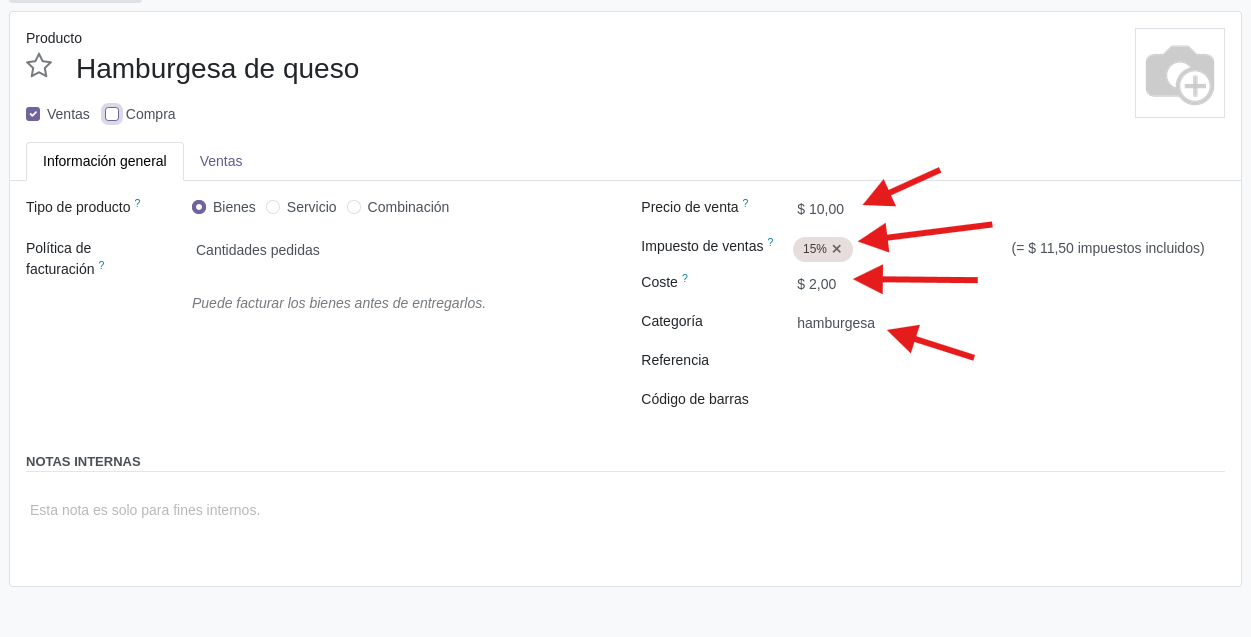 Producto
Hamburgesa de queso
Ventas Compra
Información general Ventas
Tipo de producto ? Bienes Servicio Combinación
Política de
facturación ? Cantidades pedidas
Puede facturar los bienes antes de entregarlos.
Precio de venta ? $ 10,00
Impuesto de ventas ? 15% × (= $ 11,50 impuestos incluidos)
Coste ? $ 2,00
Categoría hamburgesa
Referencia
Código de barras
NOTAS INTERNAS
Esta nota es solo para fines internos.